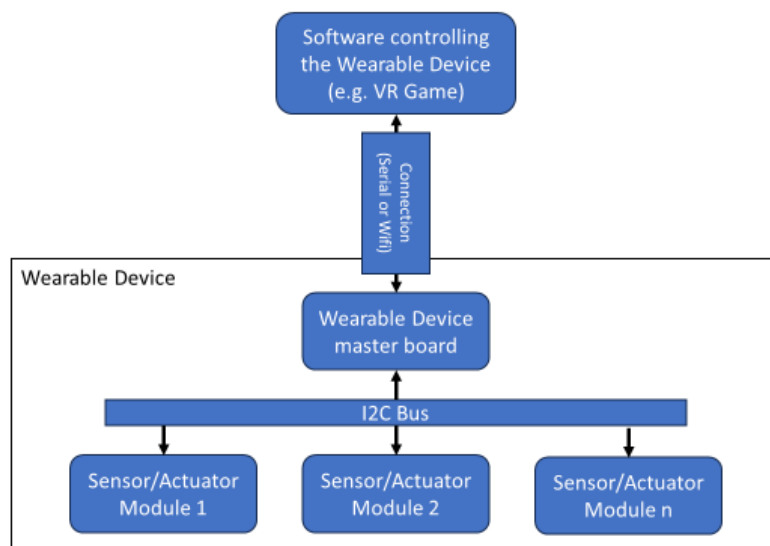 Software controlling
the Wearable Device
(e.g. VR Game)
Connection
(Serial or Wifi)
Wearable Device
Wearable Device
master board
I2C Bus
Sensor/Actuator
Module 1
Sensor/Actuator
Module 2
Sensor/Actuator
Module n